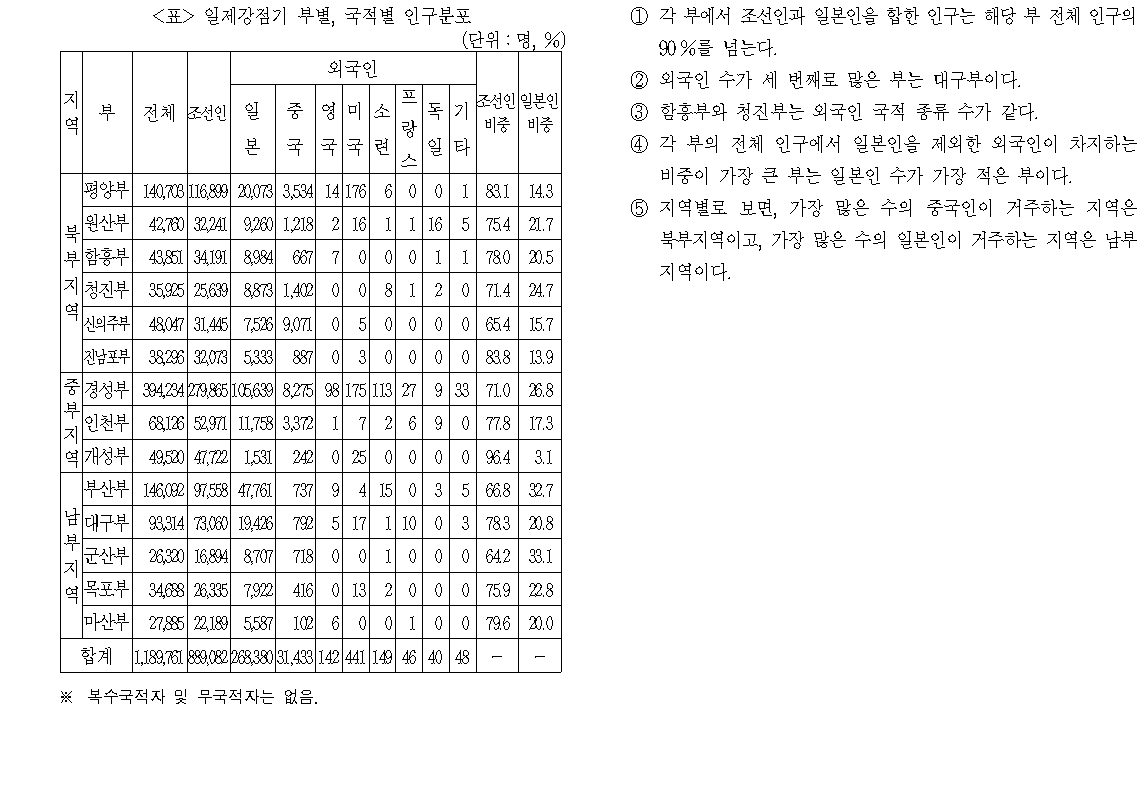 <표> 일제강점기 부별, 국적별 인구분포
(단위 : 명, %)
지역 부 전체 조선인 외국인 조선인 비중 일본인 비중
일본 중국 영국 미국 소련 프랑스 독일 기타
북부지역
평양부 140,703 116,899 20,073 3,534 14 176 6 0 0 1 83.1 14.3
원산부 42,760 32,241 9,260 1,218 2 16 1 1 16 5 75.4 21.7
함흥부 43,851 34,191 8,984 667 7 0 0 0 1 1 78.0 20.5
청진부 35,925 25,639 8,873 1,402 0 0 8 1 2 0 71.4 24.7
신의주부 48,047 31,445 7,526 9,071 0 5 0 0 0 0 65.4 15.7
진남포부 38,296 32,073 5,333 887 0 3 0 0 0 0 83.8 13.9
중부지역
경성부 394,234 279,865 105,639 8,275 98 175 113 27 9 33 71.0 26.8
인천부 68,126 52,971 11,758 3,372 1 7 2 6 9 0 77.8 17.3
개성부 49,520 47,722 1,531 242 0 25 0 0 0 0 96.4 3.1
남부지역
부산부 146,092 97,558 47,761 737 9 4 15 0 3 5 66.8 32.7
대구부 93,314 73,060 19,426 792 5 17 1 10 0 3 78.3 20.8
군산부 26,320 16,894 8,707 718 0 0 1 0 0 0 64.2 33.1
목포부 34,688 26,335 7,922 416 0 13 2 0 0 0 75.9 22.8
마산부 27,885 22,189 5,587 102 6 0 0 1 0 0 79.6 20.0
합계 1,189,761 889,082 268,380 31,433 142 441 149 46 40 48 － －
※ 복수국적자 및 무국적자는 없음.
① 각 부에서 조선인과 일본인을 합한 인구는 해당 부 전체 인구의
90%를 넘는다.
② 외국인 수가 세 번째로 많은 부는 대구부이다.
③ 함흥부와 청진부는 외국인 국적 종류 수가 같다.
④ 각 부의 전체 인구에서 일본인을 제외한 외국인이 차지하는
비중이 가장 큰 부는 일본인 수가 가장 적은 부이다.
⑤ 지역별로 보면, 가장 많은 수의 중국인이 거주하는 지역은
북부지역이고, 가장 많은 수의 일본인이 거주하는 지역은 남부
지역이다.